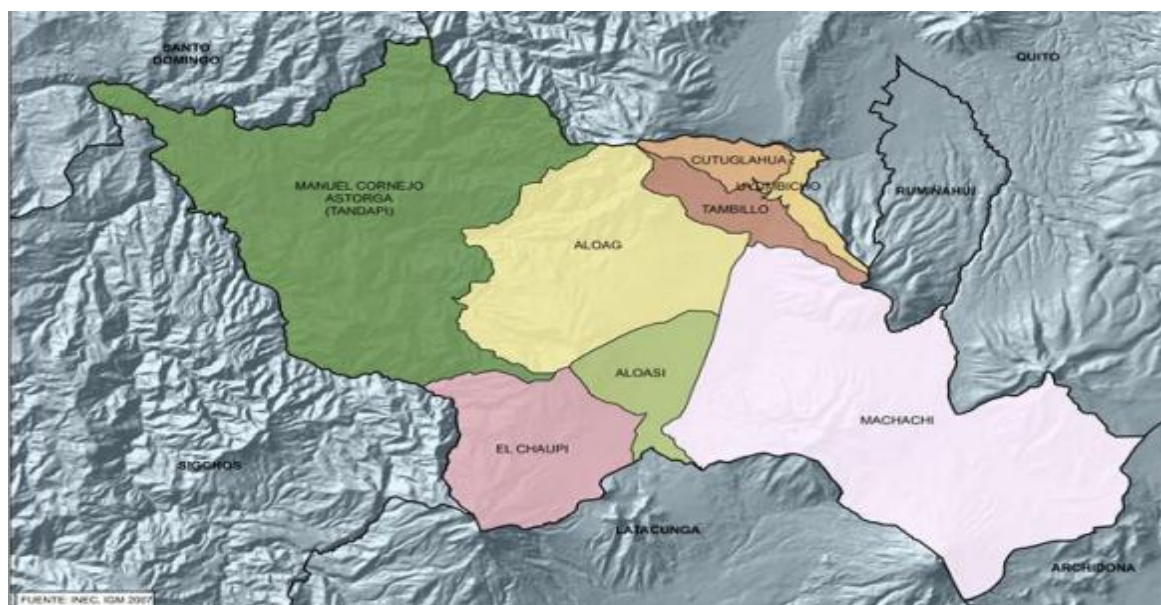 SANTO
DOMINGO
QUITO
CUTUGLAHUA
MANUEL CORNEJO
ASTORGA
(TANDAPI)
UYUMBICHO
RUMIÑAHUI
TAMBILLO
ALOAG
ALOASI
MACHACHI
EL CHAUPI
SIGCHOS
LATACUNGA
ARCHIDONA
FUENTE: INEC, IGM 2007